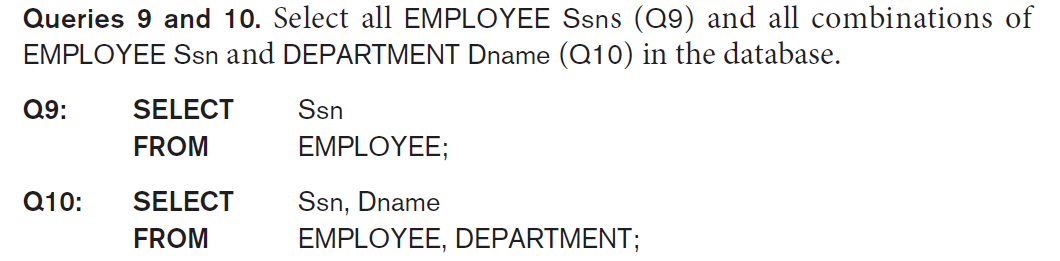 Queries 9 and 10. Select all EMPLOYEE Ssns (Q9) and all combinations of
EMPLOYEE Ssn and DEPARTMENT Dname (Q10) in the database.
Q9: SELECT Ssn
FROM EMPLOYEE;
Q10: SELECT Ssn, Dname
FROM EMPLOYEE, DEPARTMENT;